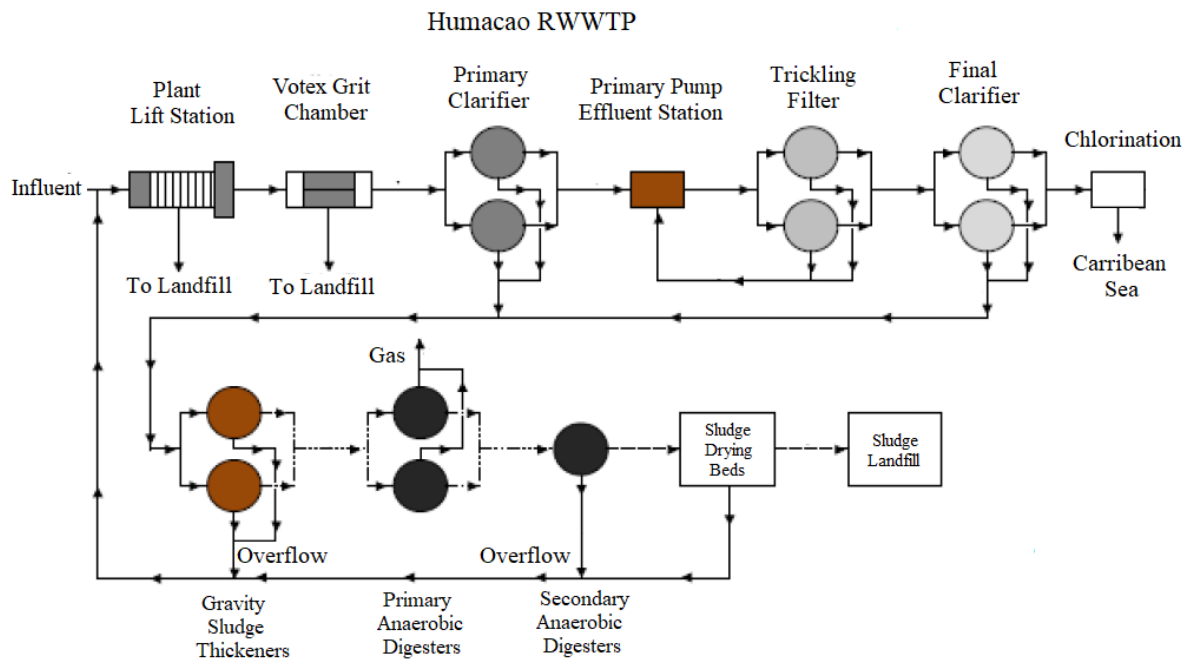 Humacao RWWTP
Plant
Lift Station
Votex Grit
Chamber
Primary
Clarifier
Primary Pump
Effluent Station
Trickling
Filter
Final
Clarifier
Chlorination
Influent
To Landfill
To Landfill
Carribean
Sea
Gas
Sludge
Drying
Beds
Sludge
Landfill
Overflow
Overflow
Gravity
Sludge
Thickeners
Primary
Anaerobic
Digesters
Secondary
Anaerobic
Digesters